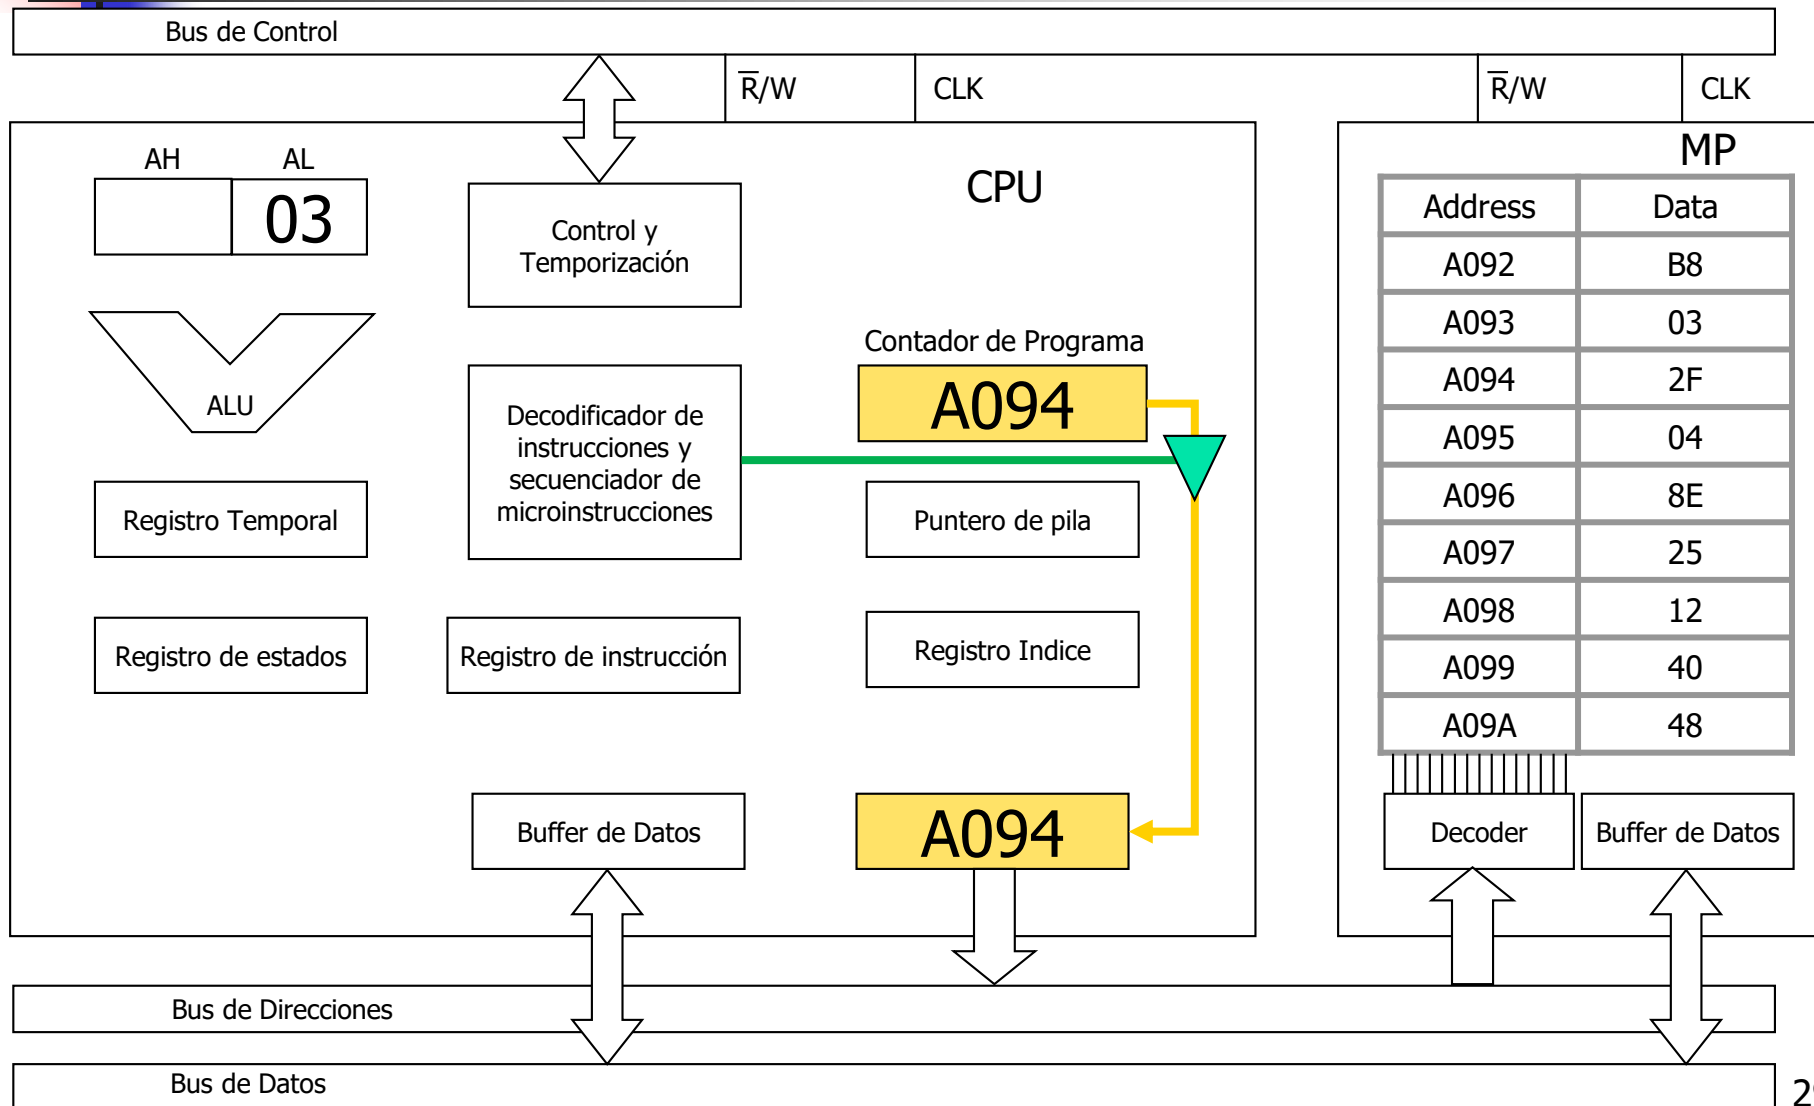 Bus de Control
R̅/W
CLK
R̅/W
CLK
AH
AL
03
Control y
Temporización
CPU
MP
Contador de Programa
A094
ALU
Decodificador de
instrucciones y
secuenciador de
microinstrucciones
Registro Temporal
Puntero de pila
Registro de estados
Registro de instrucción
Registro Indice
Buffer de Datos
A094
Address Data
A092 B8
A093 03
A094 2F
A095 04
A096 8E
A097 25
A098 12
A099 40
A09A 48
Decoder
Buffer de Datos
Bus de Direcciones
Bus de Datos